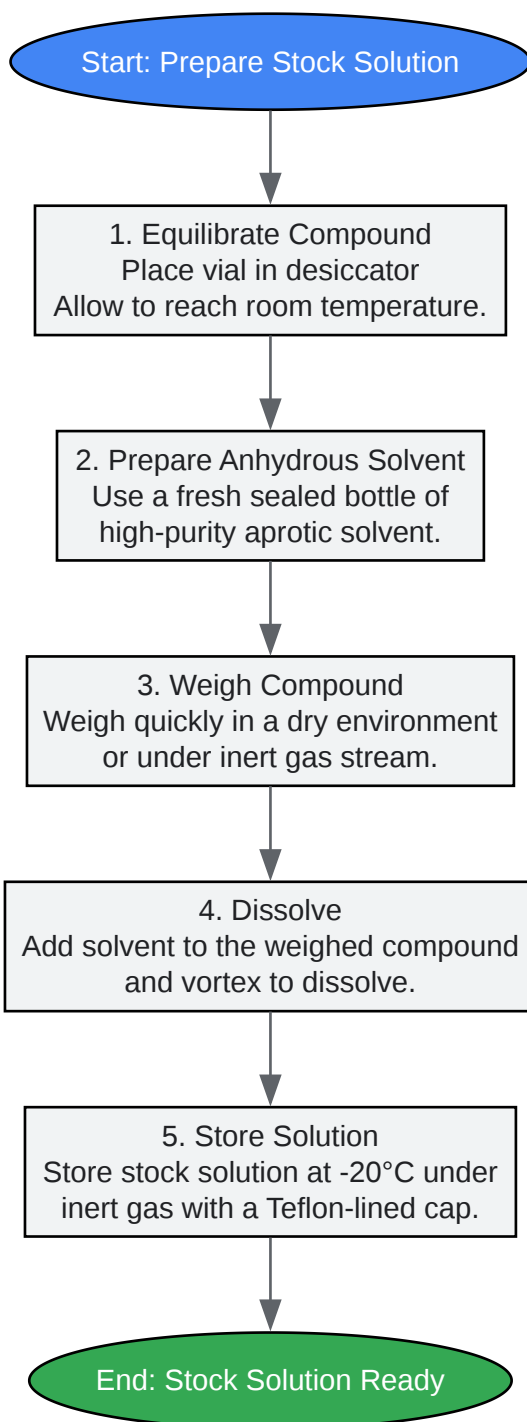 Start: Prepare Stock Solution
1. Equilibrate Compound
Place vial in desiccator
Allow to reach room temperature.
2. Prepare Anhydrous Solvent
Use a fresh sealed bottle of
high-purity aprotic solvent.
3. Weigh Compound
Weigh quickly in a dry environment
or under inert gas stream.
4. Dissolve
Add solvent to the weighed compound
and vortex to dissolve.
5. Store Solution
Store stock solution at -20°C under
inert gas with a Teflon-lined cap.
End: Stock Solution Ready